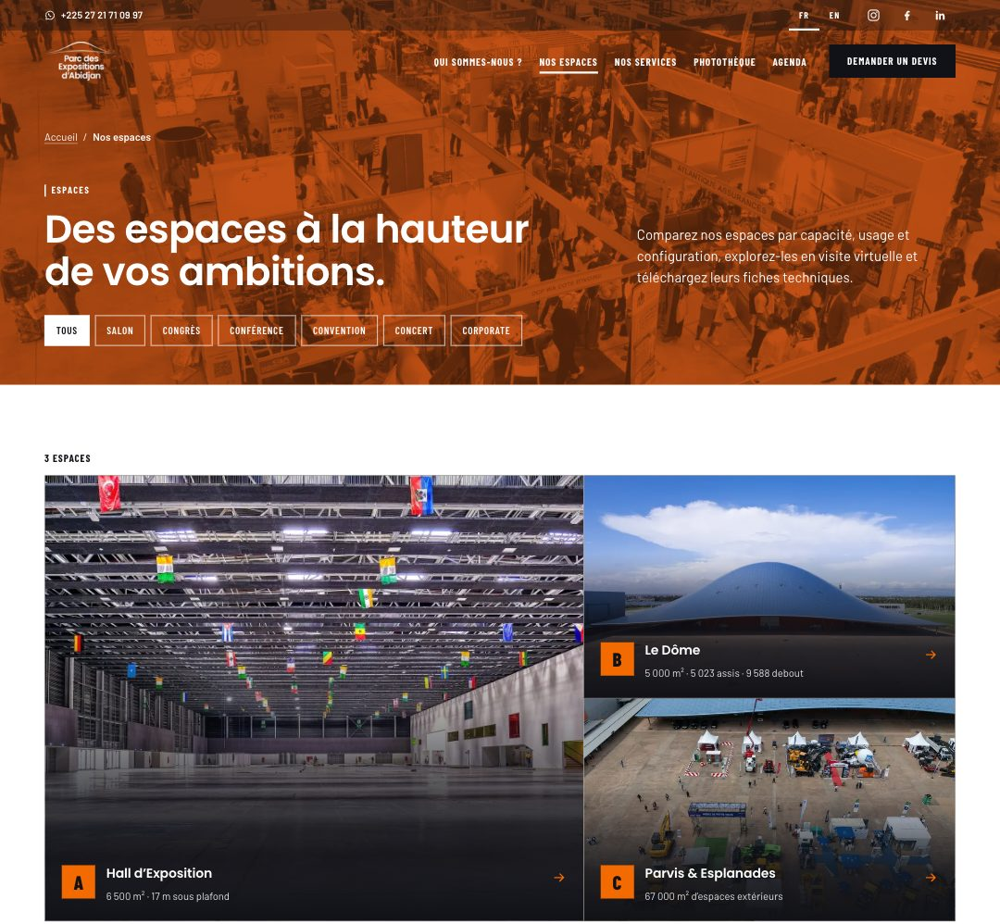 +225 27 21 71 09 97
FR EN
Parc des
Expositions
d'Abidjan
QUI SOMMES-NOUS ? NOS ESPACES NOS SERVICES PHOTOTHÈQUE AGENDA DEMANDER UN DEVIS
SOTICI
Accueil / Nos espaces
ATLANTIQUE ASSURANCES
ESPACES
Des espaces à la hauteur
de vos ambitions.
Comparez nos espaces par capacité, usage et
configuration, explorez-les en visite virtuelle et
téléchargez leurs fiches techniques.
TOUS SALON CONGRÈS CONFÉRENCE CONVENTION CONCERT CORPORATE
3 ESPACES
B Le Dôme
5 000 m² · 5 023 assis · 9 588 debout
A Hall d’Exposition
6 500 m² · 17 m sous plafond
C Parvis & Esplanades
67 000 m² d'espaces extérieurs